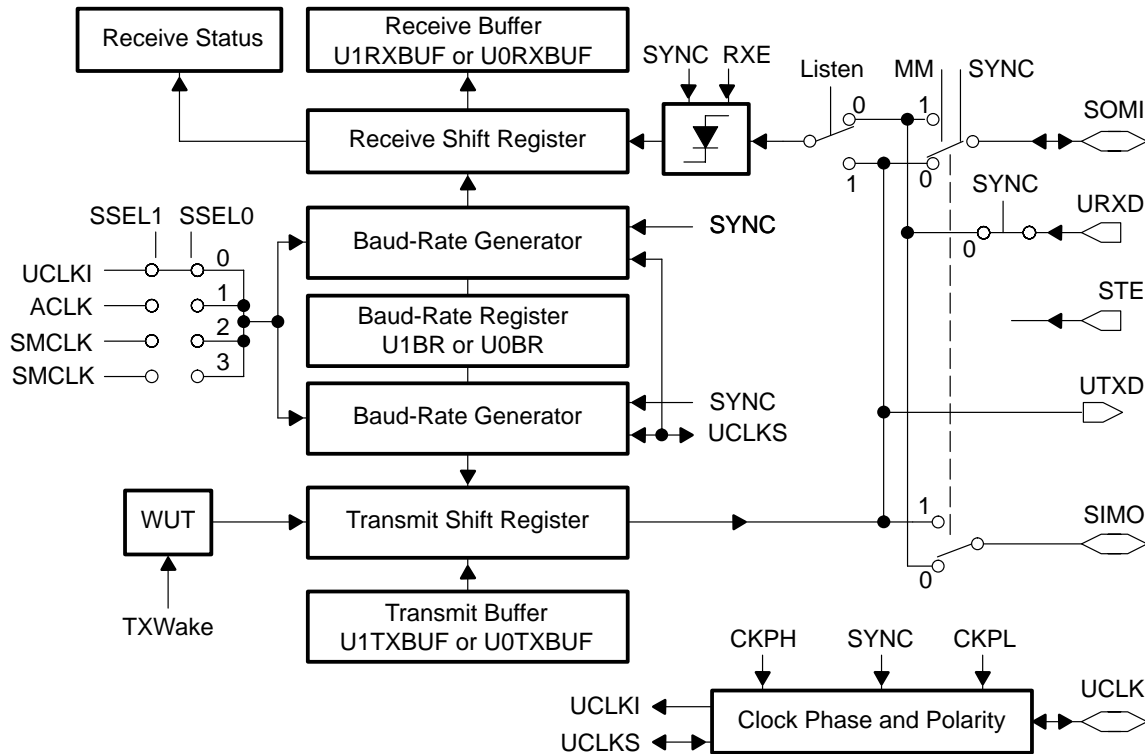 Receive Status
Receive Buffer
U1RXBUF or U0RXBUF
SYNC RXE
Listen
MM
SYNC
0
1
SOMI
Receive Shift Register
1
0
SYNC
URXD
0
SSEL1 SSEL0
Baud-Rate Generator
SYNC
UCLKI
0
ACLK
1
SMCLK
2
SMCLK
3
Baud-Rate Register
U1BR or U0BR
STE
Baud-Rate Generator
SYNC
UCLKS
UTXD
WUT
Transmit Shift Register
1
SIMO
0
TXWake
Transmit Buffer
U1TXBUF or U0TXBUF
CKPH SYNC CKPL
UCLKI
UCLKS
Clock Phase and Polarity
UCLK